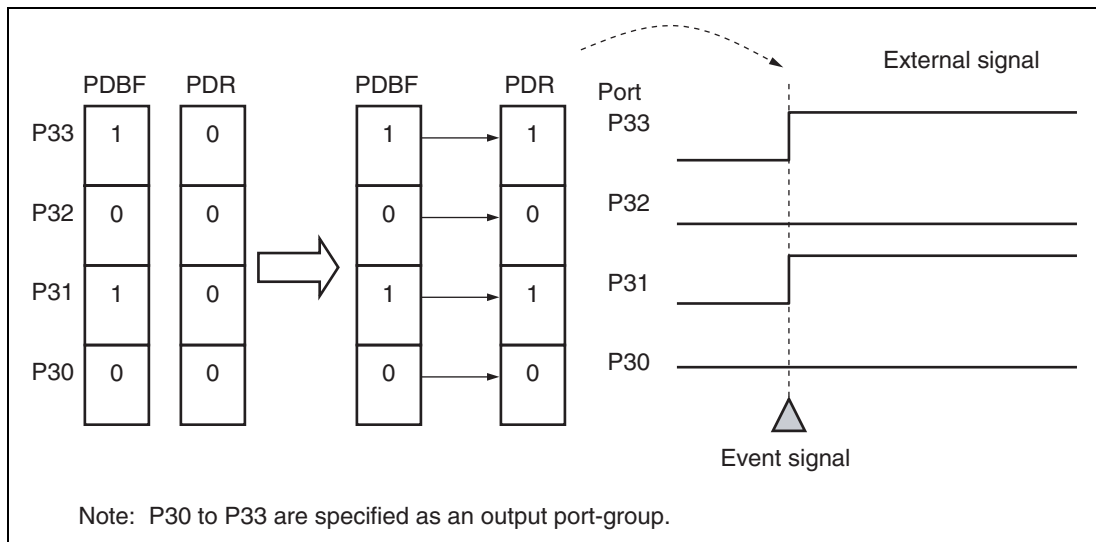 External signal
PDBF PDR PDBF PDR Port
P33 1 0 1 1 P33
P32 0 0 0 0 P32
P31 1 0 1 1 P31
P30 0 0 0 0 P30
Event signal
Note: P30 to P33 are specified as an output port-group.